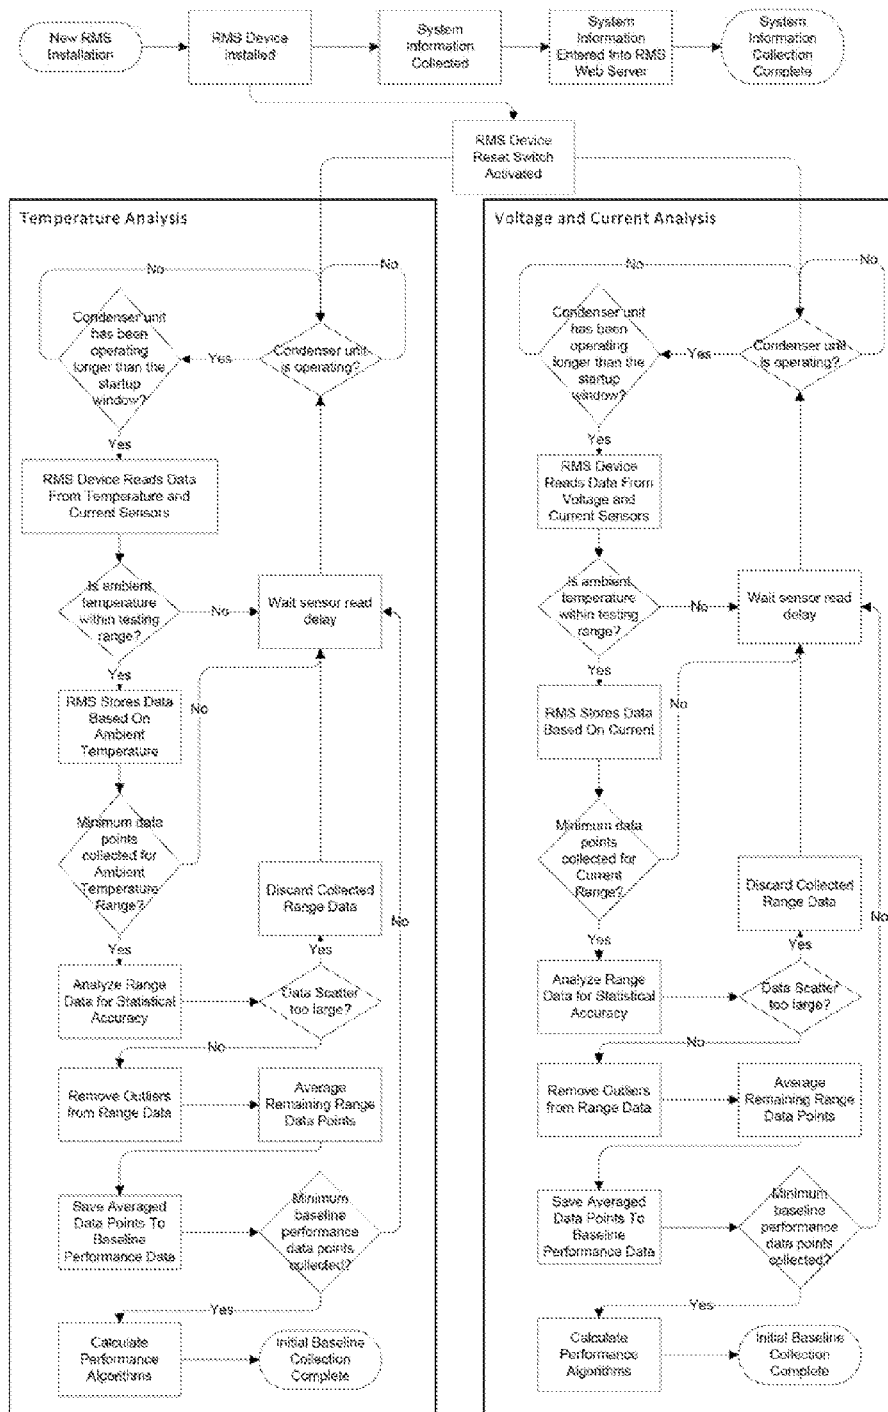 New RMS
Installation
RMS Device
Installed
System
Information
Collected
System
Information
Entered Into RMS
Web Server
System
Information
Collection
Complete
RMS Device
Reset Switch
Activated
Temperature Analysis
No
No
Condenser unit
has been
operating
longer than the
startup
window?
Yes
Condenser unit
is operating?
Yes
RMS Device Reads Data
From Temperature and
Current Sensors
Is ambient
temperature
within testing
range?
No
Wait sensor read
delay
Yes
RMS Stores Data
Based On
Ambient
Temperature
No
Minimum data
points
collected for
Ambient
Temperature
Range?
Discard Collected
Range Data
No
Yes
Yes
Analyze Range
Data for Statistical
Accuracy
Data Scatter
too large?
No
Remove Outliers
from Range Data
Average
Remaining Range
Data Points
Save Averaged
Data Points To
Baseline
Performance Data
Minimum
baseline
performance
data points
collected?
Yes
Calculate
Performance
Algorithms
Initial Baseline
Collection
Complete
Voltage and Current Analysis
No
No
Condenser unit
has been
operating
longer than the
startup
window?
Yes
Condenser unit
is operating?
Yes
RMS Device
Reads Data From
Voltage and
Current Sensors
Is ambient
temperature
within testing
range?
No
Wait sensor read
delay
Yes
RMS Stores Data
Based On Current
No
Minimum data
points
collected for
Current
Range?
Discard Collected
Range Data
No
Yes
Yes
Analyze Range
Data for Statistical
Accuracy
Data Scatter
too large?
No
Remove Outliers
from Range Data
Average
Remaining Range
Data Points
Save Averaged
Data Points To
Baseline
Performance Data
Minimum
baseline
performance
data points
collected?
Yes
Calculate
Performance
Algorithms
Initial Baseline
Collection
Complete